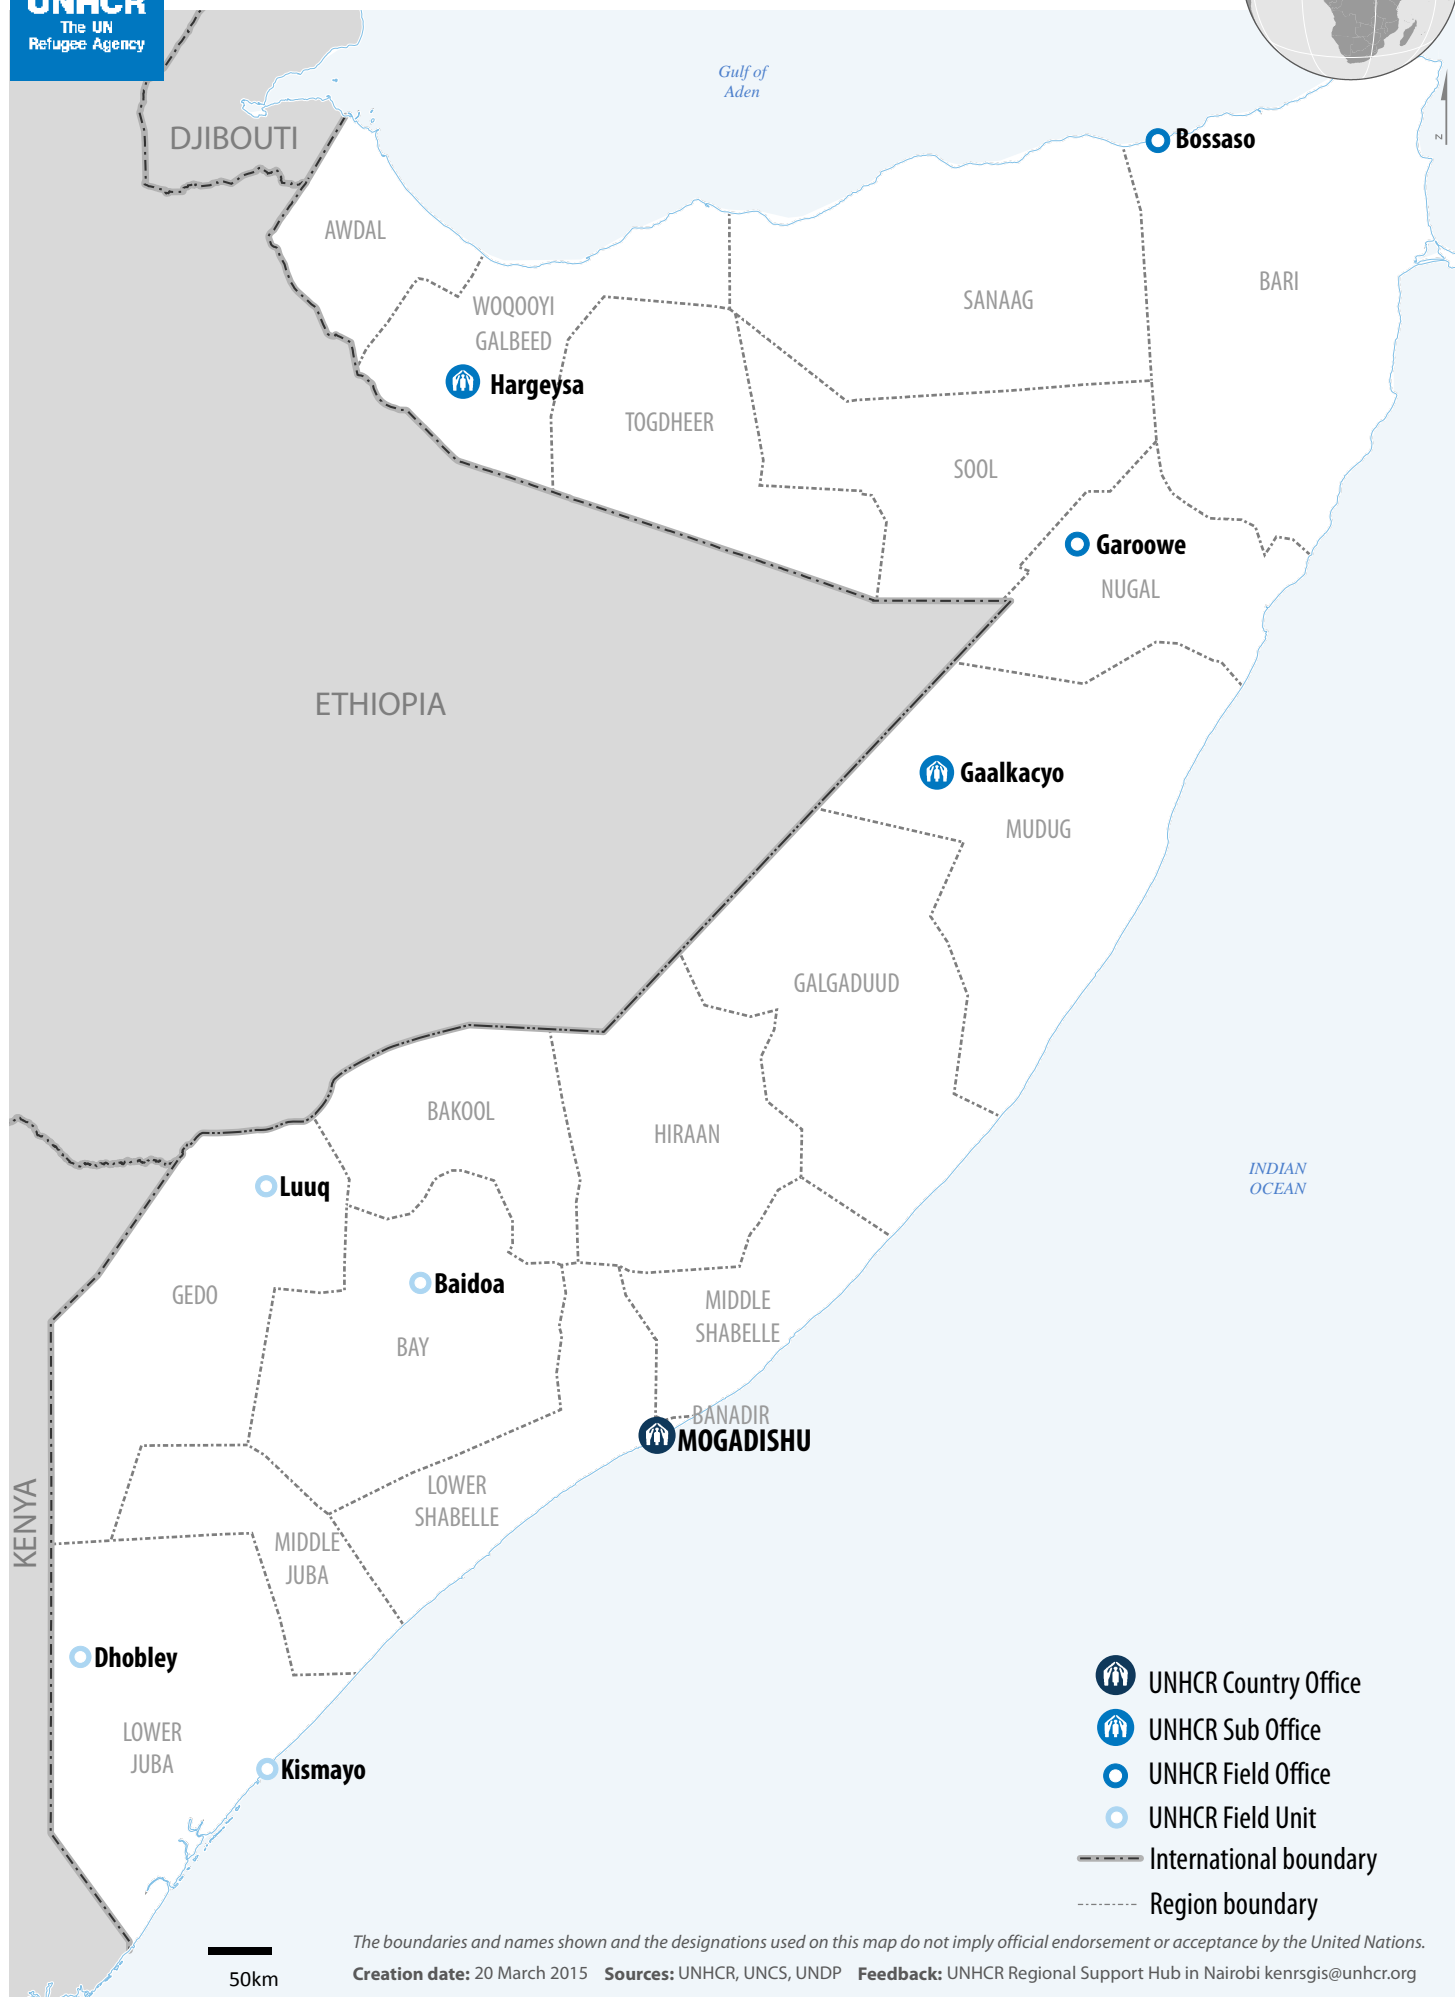 UNHCR
The UN
Refugee Agency
Gulf of
Aden
DJIBOUTI
Bossaso
N
AWDAL
BARI
SANAAG
WOQOOYI
GALBEED
Hargeysa
TOGDHEER
SOOL
Garoowe
NUGAL
ETHIOPIA
Gaalkacyo
MUDUG
GALGADUUD
BAKOOL
HIRAAN
INDIAN
OCEAN
Luuq
Baidoa
GEDO
MIDDLE
SHABELLE
BAY
BANADIR
MOGADISHU
LOWER
SHABELLE
KENYA
MIDDLE
JUBA
Dhobley
LOWER
JUBA
Kismayo
UNHCR Country Office
UNHCR Sub Office
UNHCR Field Office
UNHCR Field Unit
International boundary
Region boundary
50km
The boundaries and names shown and the designations used on this map do not imply official endorsement or acceptance by the United Nations.
Creation date: 20 March 2015 Sources: UNHCR, UNCS, UNDP Feedback: UNHCR Regional Support Hub in Nairobi kenrsgis@unhcr.org